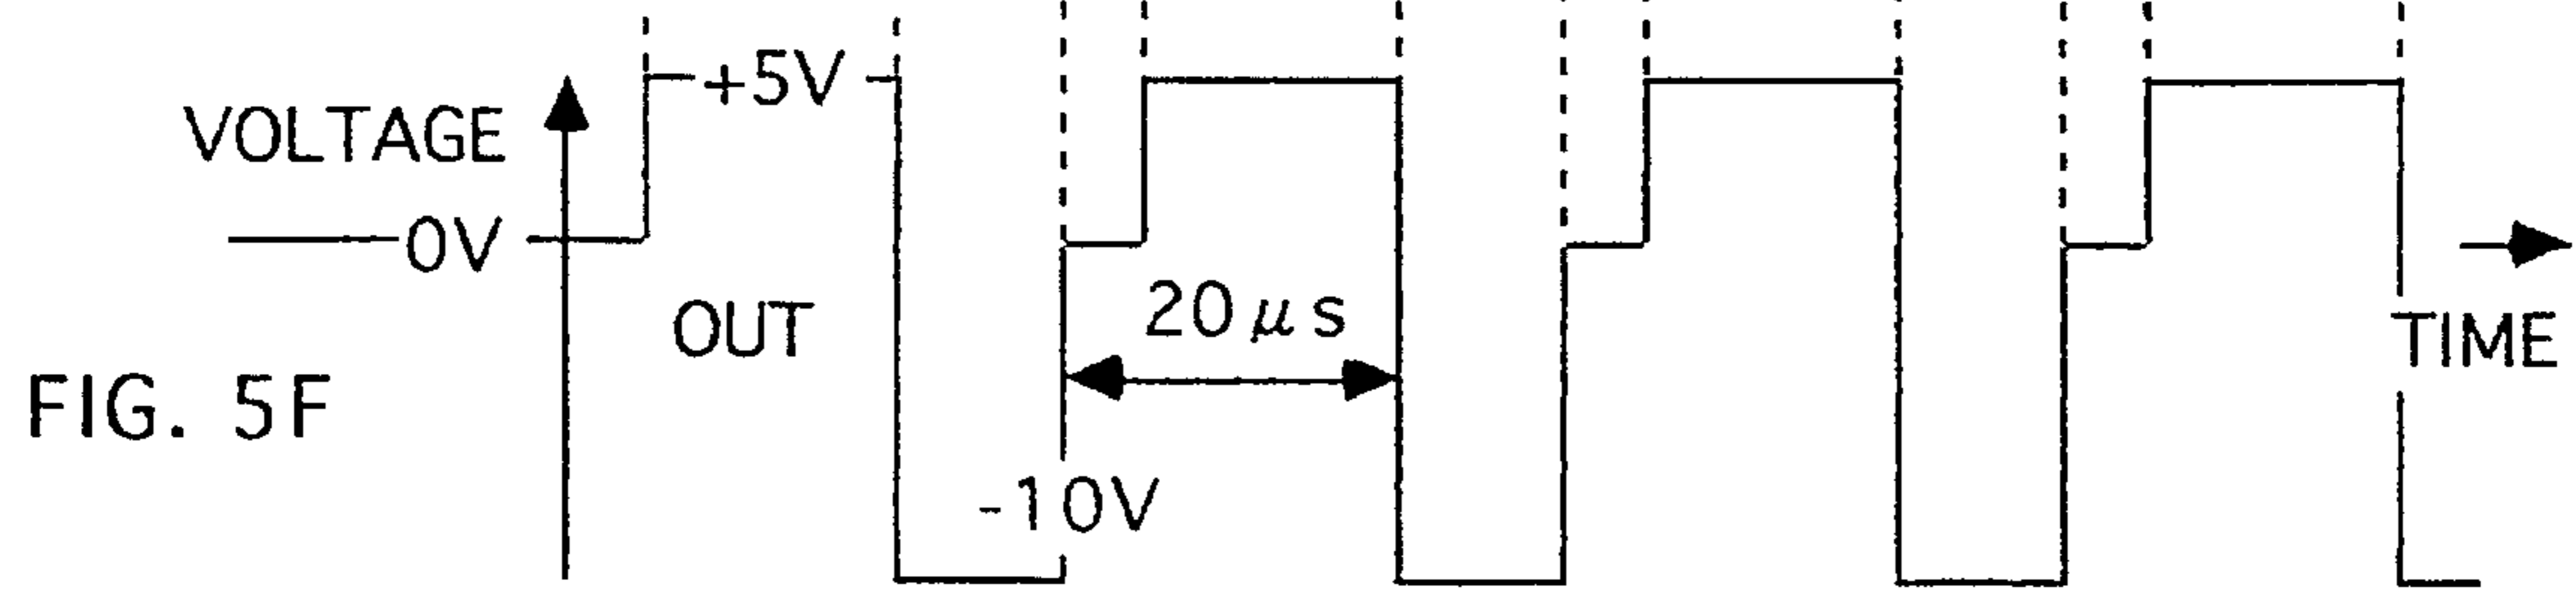 +5V
VOLTAGE
0V
20 μs
OUT
TIME
FIG. 5F
-10V